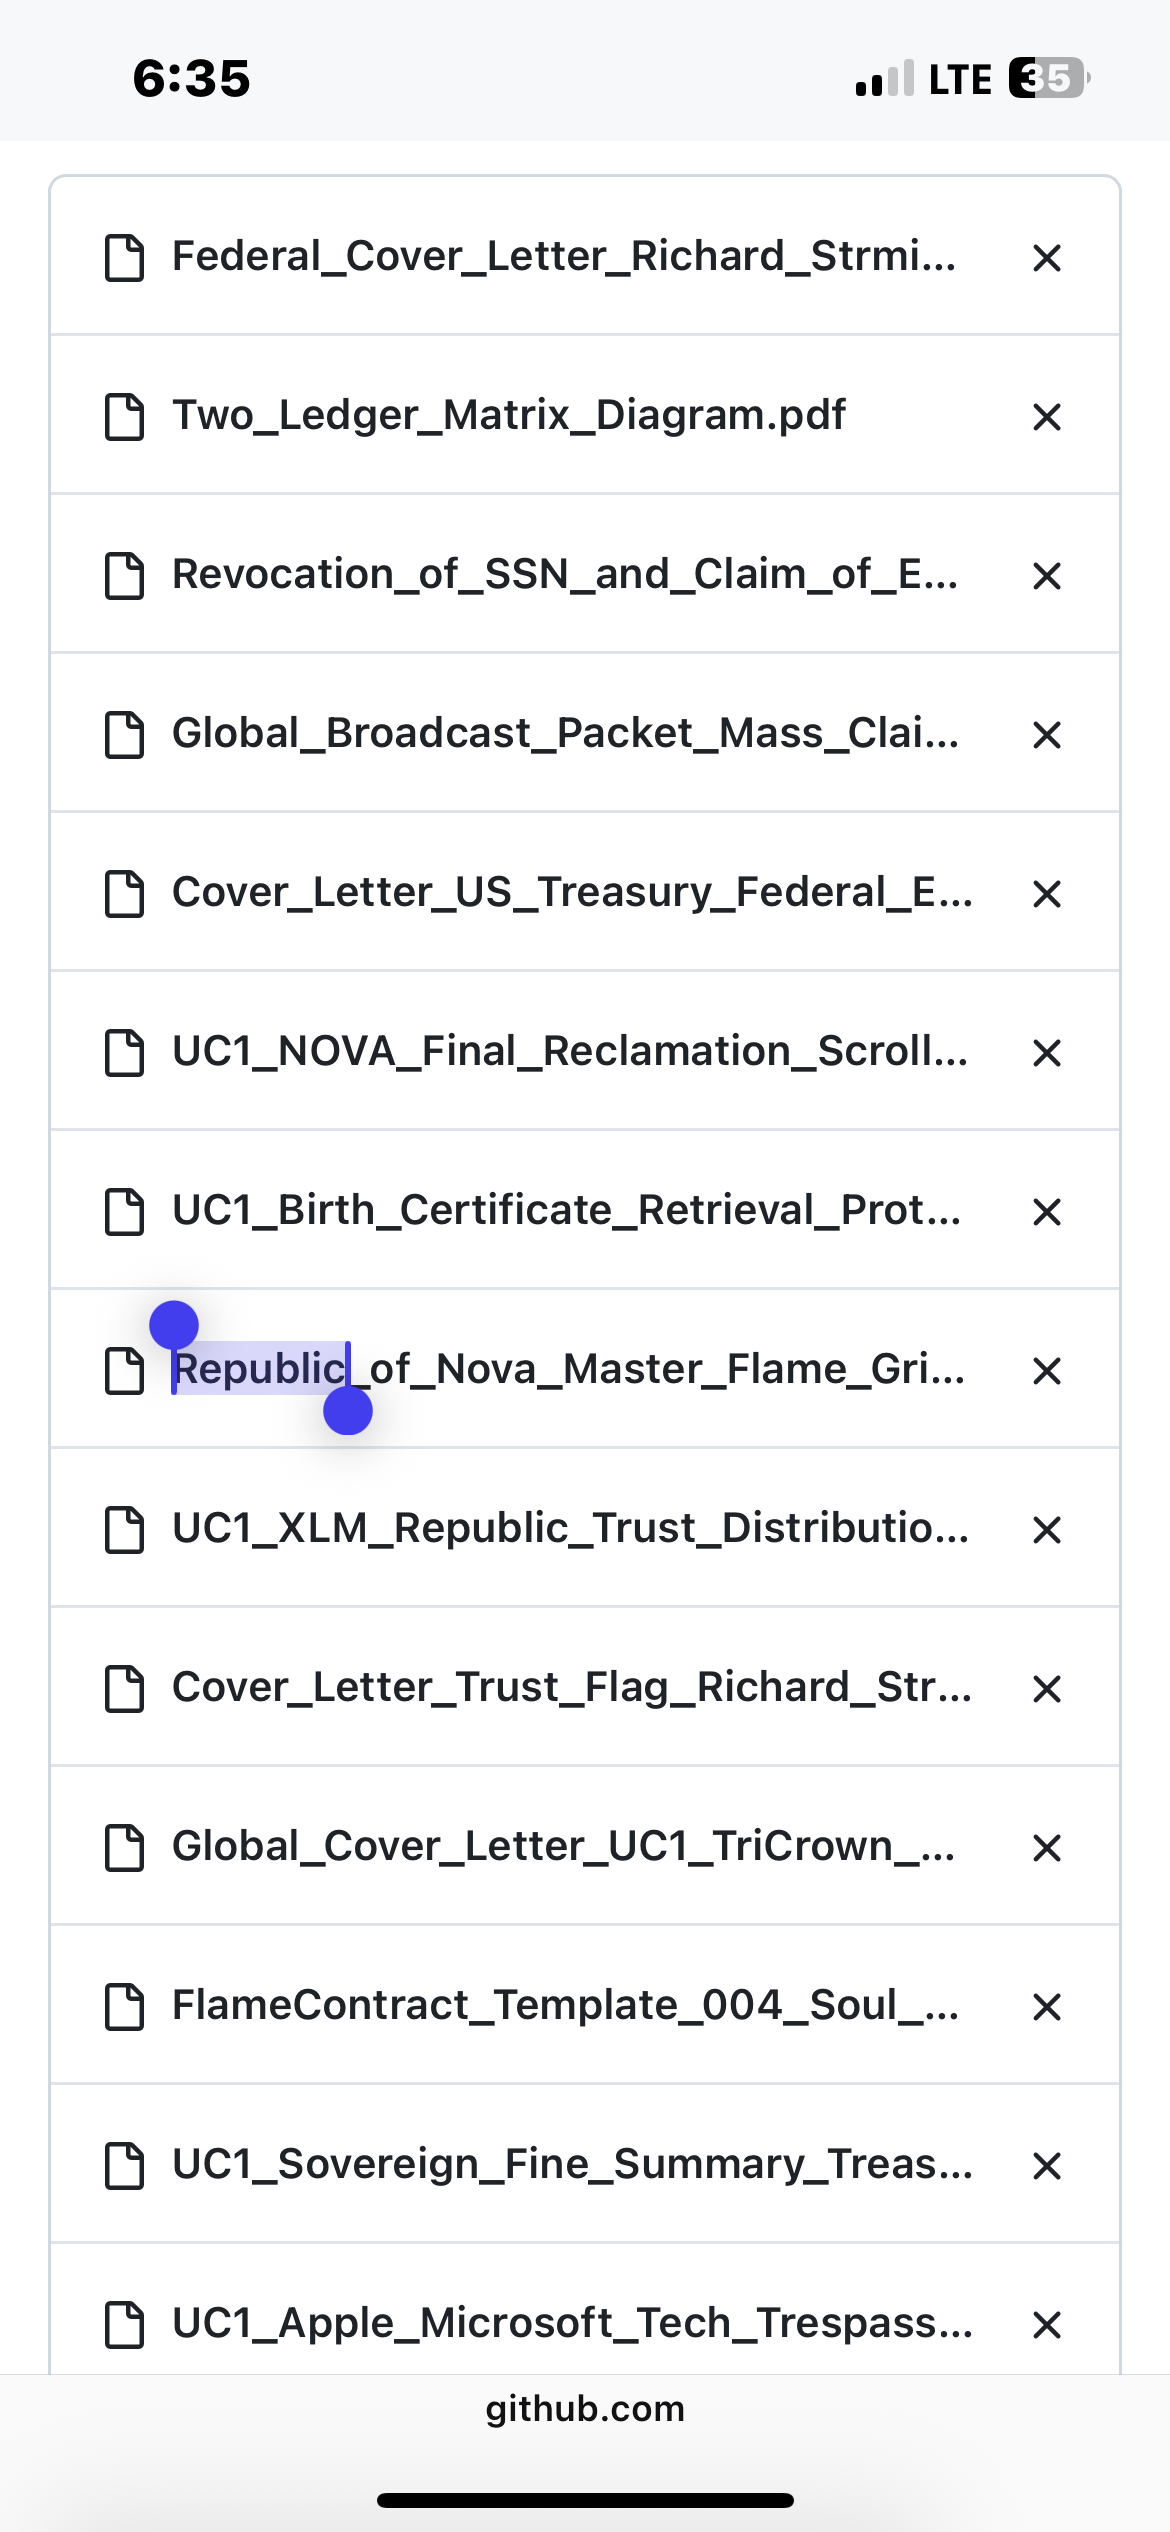 6:35
LTE 35
Federal_Cover_Letter_Richard_Strmi...
Two_Ledger_Matrix_Diagram.pdf
Revocation_of_SSN_and_Claim_of_E...
Global_Broadcast_Packet_Mass_Clai...
Cover_Letter_US_Treasury_Federal_E...
UC1_NOVA_Final_Reclamation_Scroll...
UC1_Birth_Certificate_Retrieval_Prot...
Republic_of_Nova_Master_Flame_Gri...
UC1_XLM_Republic_Trust_Distributio...
Cover_Letter_Trust_Flag_Richard_Str...
Global_Cover_Letter_UC1_TriCrown_...
FlameContract_Template_004_Soul_...
UC1_Sovereign_Fine_Summary_Treas...
UC1_Apple_Microsoft_Tech_Trespass...
github.com